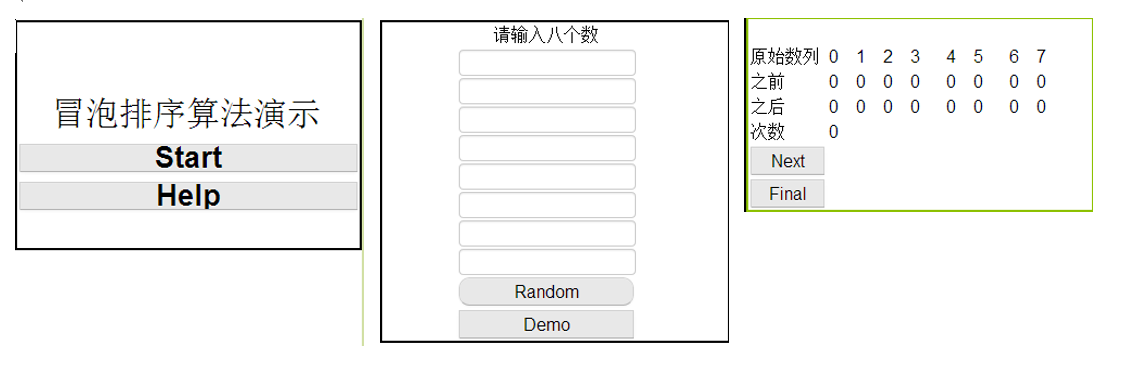 冒泡排序算法演示
Start
Help
请输入八个数
Random
Demo
原始数列 0 1 2 3 4 5 6 7
之前 0 0 0 0 0 0 0 0
之后 0 0 0 0 0 0 0 0
次数 0
Next
Final